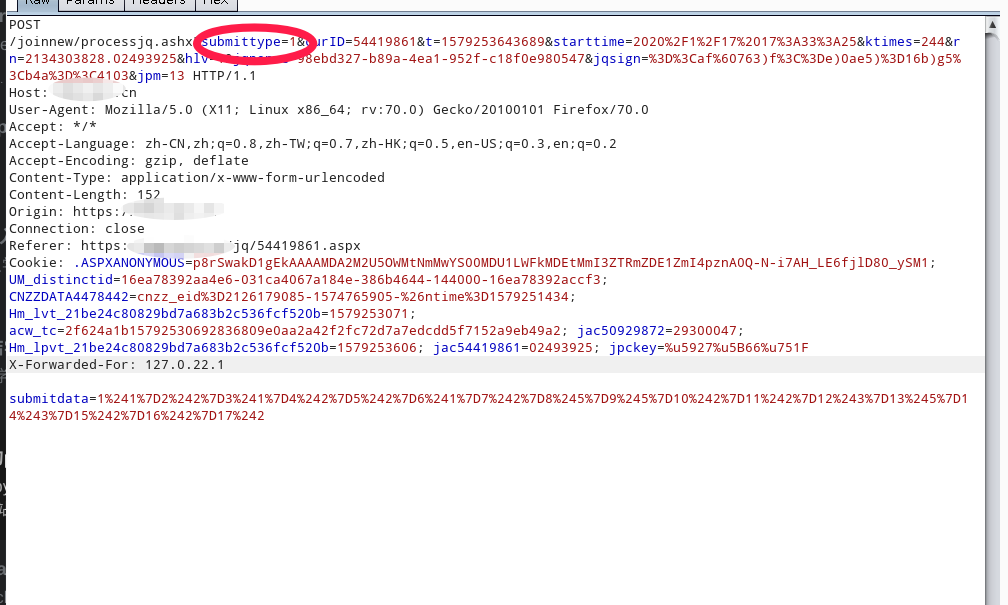 Raw Params Headers Hex
POST
/joinnew/processjq.ashx submittype=1&curID=54419861&t=1579253643689&starttime=2020%2F1%2F17%2017%3A33%3A25&ktimes=244&r
n=2134303828.02493925&hlv= 98ebd327-b89a-4ea1-952f-c18f0e980547&jqsign=%3D%3Caf%60763)f%3C%3De)0ae5)%3D16b)g5%
3Cb4a%3D%3C4103&jpm=13 HTTP/1.1
Host: .cn
User-Agent: Mozilla/5.0 (X11; Linux x86_64; rv:70.0) Gecko/20100101 Firefox/70.0
Accept: */*
Accept-Language: zh-CN,zh;q=0.8,zh-TW;q=0.7,zh-HK;q=0.5,en-US;q=0.3,en;q=0.2
Accept-Encoding: gzip, deflate
Content-Type: application/x-www-form-urlencoded
Content-Length: 152
Origin: https:/
Connection: close
Referer: https: /jq/54419861.aspx
Cookie: .ASPXANONYMOUS=p8rSwakD1gEkAAAAMDA2M2U5OWMtNmMwYS00MDU1LWFkMDEtMmI3ZTRmZDE1ZmI4pznA0Q-N-i7AH_LE6fjlD80_ySM1;
UM_distinctid=16ea78392aa4e6-031ca4067a184e-386b4644-144000-16ea78392accf3;
CNZZDATA4478442=cnzz_eid%3D2126179085-1574765905-%26ntime%3D1579251434;
Hm_lvt_21be24c80829bd7a683b2c536fcf520b=1579253071;
acw_tc=2f624a1b15792530692836809e0aa2a42f2fc72d7a7edcdd5f7152a9eb49a2; jac50929872=29300047;
Hm_lpvt_21be24c80829bd7a683b2c536fcf520b=1579253606; jac54419861=02493925; jpckey=%u5927%u5B66%u751F
X-Forwarded-For: 127.0.22.1
submitdata=1%241%7D2%242%7D3%241%7D4%242%7D5%242%7D6%241%7D7%242%7D8%245%7D9%245%7D10%242%7D11%242%7D12%243%7D13%245%7D1
4%243%7D15%242%7D16%242%7D17%242